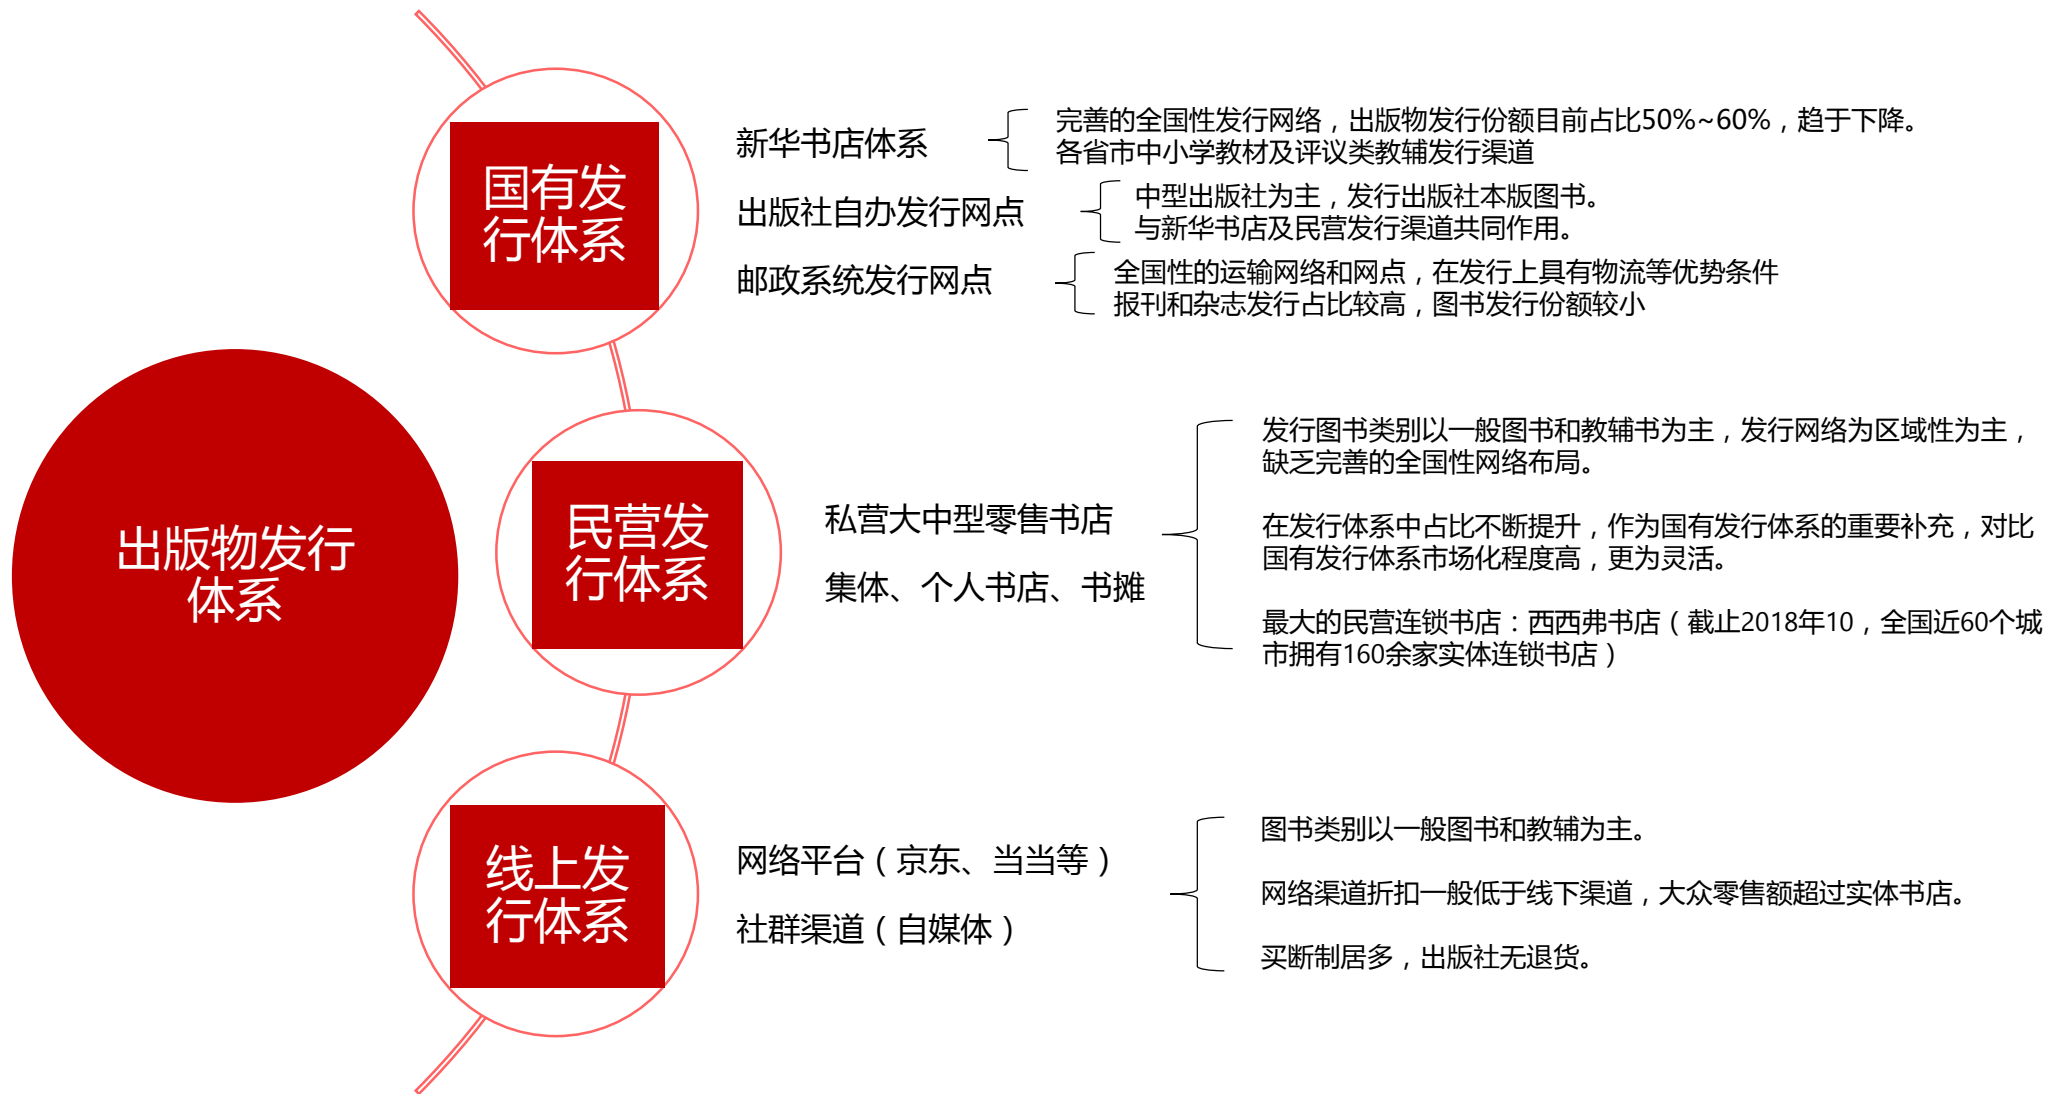 出版物发行
体系
国有发
行体系
新华书店体系
完善的全国性发行网络，出版物发行份额目前占比50%~60%，趋于下降。
各省市中小学教材及评议类教辅发行渠道
出版社自办发行网点
中型出版社为主，发行出版社本版图书。
与新华书店及民营发行渠道共同作用。
邮政系统发行网点
全国性的运输网络和网点，在发行上具有物流等优势条件
报刊和杂志发行占比较高，图书发行份额较小
民营发
行体系
私营大中型零售书店
集体、个人书店、书摊
发行图书类别以一般图书和教辅书为主，发行网络为区域性为主，
缺乏完善的全国性网络布局。
在发行体系中占比不断提升，作为国有发行体系的重要补充，对比
国有发行体系市场化程度高，更为灵活。
最大的民营连锁书店：西西弗书店（截止2018年10，全国近60个城
市拥有160余家实体连锁书店）
线上发
行体系
网络平台（京东、当当等）
社群渠道（自媒体）
图书类别以一般图书和教辅为主。
网络渠道折扣一般低于线下渠道，大众零售额超过实体书店。
买断制居多，出版社无退货。